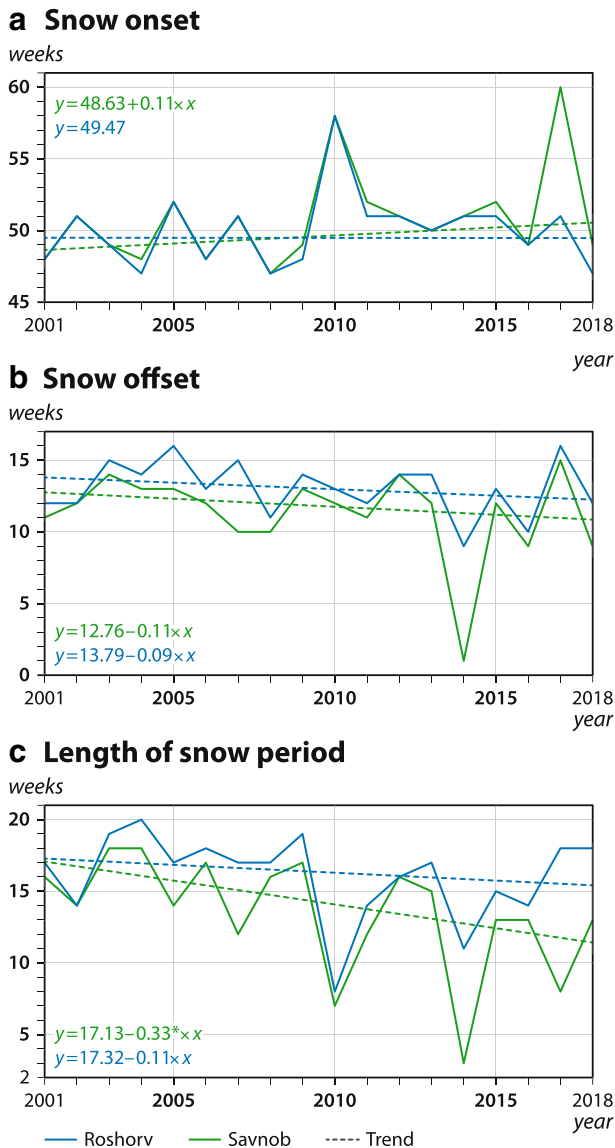 a Snow onset
weeks
60
y=48.63+0.11×x
y=49.47
55
50
45
2001 2005 2010 2015 2018
year
b Snow offset
weeks
15
10
5
y=12.76–0.11×x
y=13.79–0.09×x
0
2001 2005 2010 2015 2018
year
c Length of snow period
weeks
20
15
10
5
y=17.13–0.33*×x
y=17.32–0.11×x
2
2001 2005 2010 2015 2018
year
Roshorv Savnob Trend